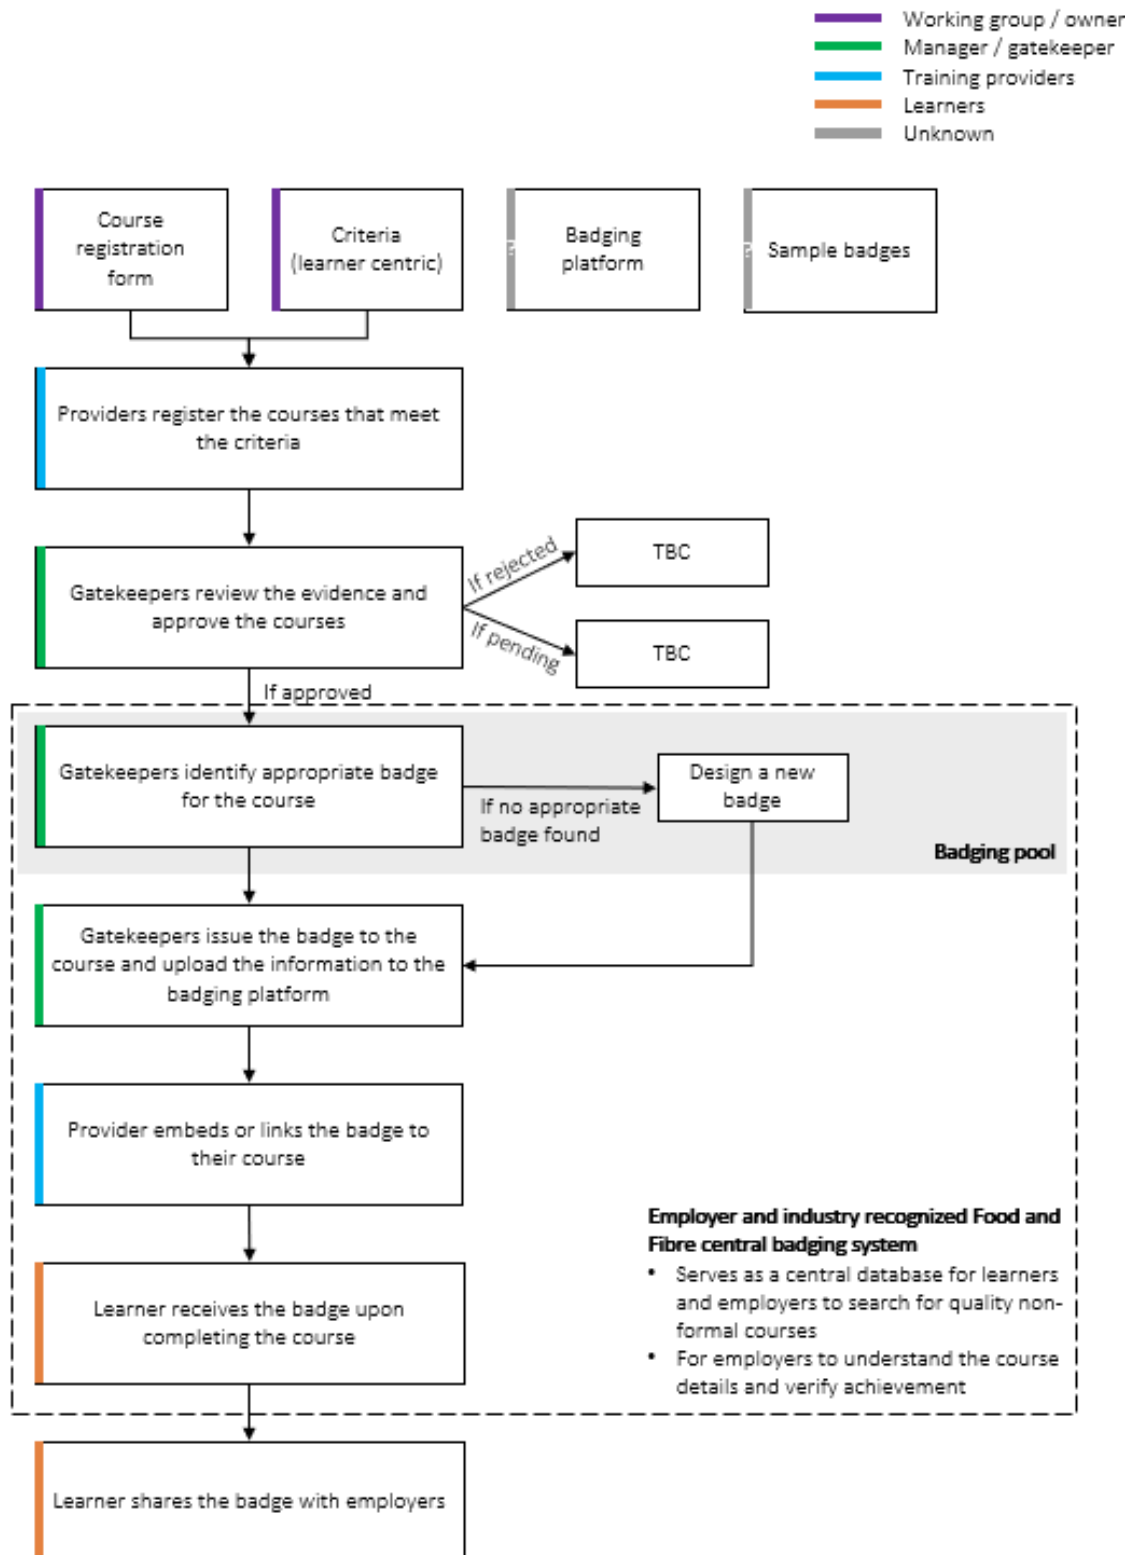 Working group / owner
Manager / gatekeeper
Training providers
Learners
Unknown
Course
registration
form
Criteria
(learner centric)
?
Badging
platform
?
Sample badges
Providers register the courses that meet
the criteria
Gatekeepers review the evidence and
approve the courses
If rejected
TBC
If pending
TBC
If approved
Gatekeepers identify appropriate badge
for the course
If no appropriate
badge found
Design a new
badge
Badging pool
Gatekeepers issue the badge to the
course and upload the information to the
badging platform
Provider embeds or links the badge to
their course
Employer and industry recognized Food and
Fibre central badging system
• Serves as a central database for learners
and employers to search for quality non-
formal courses
• For employers to understand the course
details and verify achievement
Learner receives the badge upon
completing the course
Learner shares the badge with employers